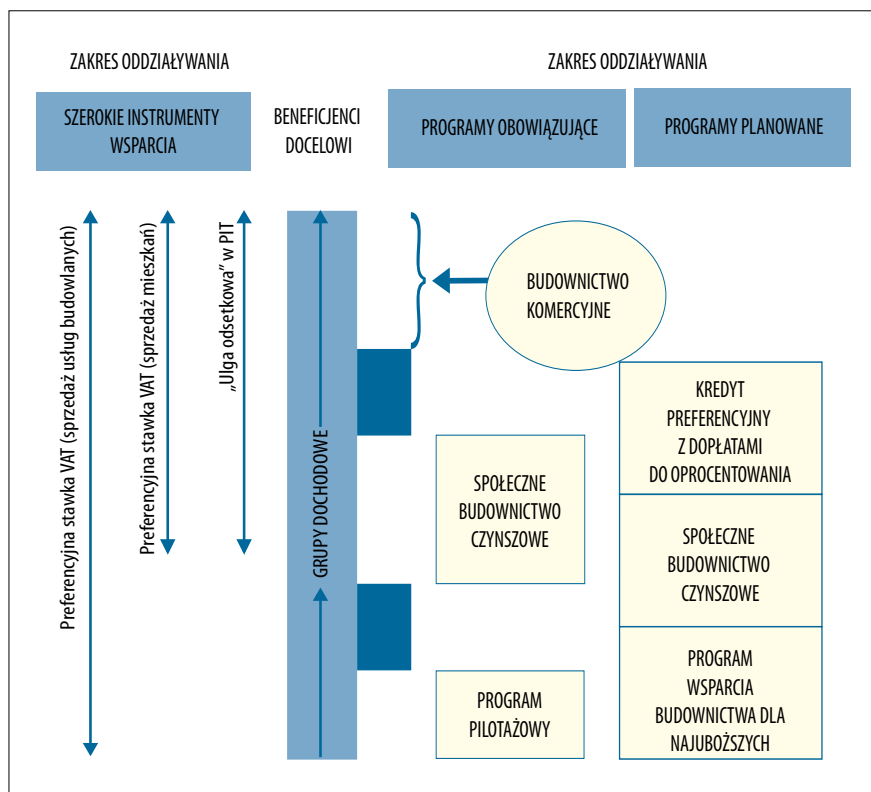 ZAKRES ODDZIAŁYWANIA
ZAKRES ODDZIAŁYWANIA
SZEROKIE INSTRUMENTY
WSPARCIA
BENEFICJENCI
DOCELOWI
PROGRAMY OBOWIĄZUJĄCE
PROGRAMY PLANOWANE
Preferencyjna stawka VAT (sprzedaż usług budowlanych)
Preferencyjna stawka VAT (sprzedaż mieszkań)
„Ulga odsetkowa” w PIT
GRUPY DOCHODOWE
BUDOWNICTWO
KOMERCYJNE
SPOŁECZNE
BUDOWNICTWO
CZYNSZOWE
PROGRAM
PILOTAŻOWY
KREDYT
PREFERENCYJNY
Z DOPŁATAMI
DO OPROCENTOWANIA
SPOŁECZNE
BUDOWNICTWO
CZYNSZOWE
PROGRAM
WSPARCIA
BUDOWNICTWA DLA
NAJUBOŻSZYCH